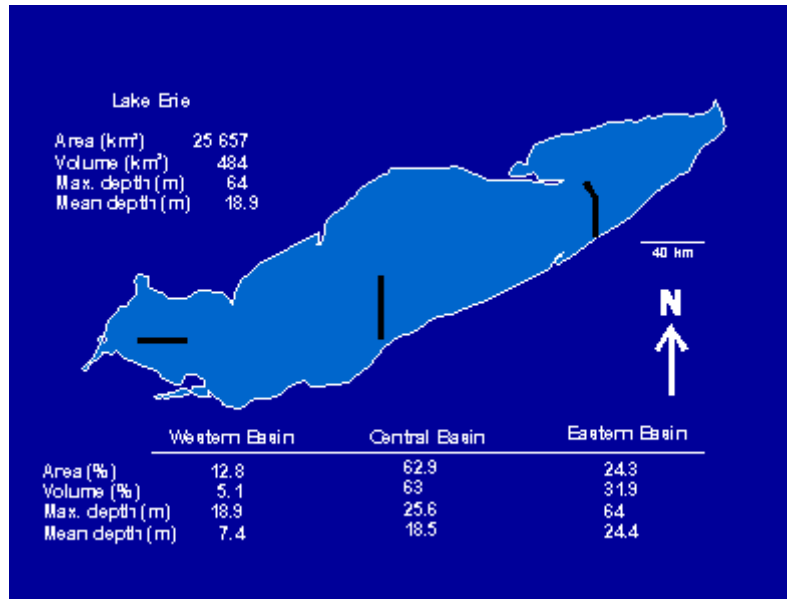 Lake Erie
Area (km²) 25 657
Volume (km³) 484
Max. depth (m) 64
Mean depth (m) 18.9
40 km
N
Western Basin Central Basin Eastern Basin
Area (%) 12.8 62.9 24.3
Volume (%) 5.1 63 31.9
Max. depth (m) 18.9 25.6 64
Mean depth (m) 7.4 18.5 24.4